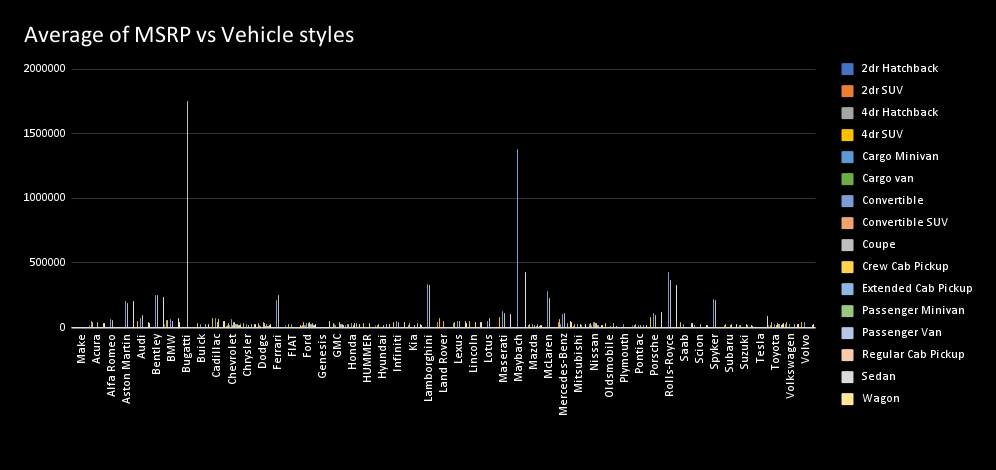 Average of MSRP vs Vehicle styles
2000000
1500000
1000000
500000
0
Make
Acura
Alfa Romeo
Aston Martin
Audi
Bentley
BMW
Bugatti
Buick
Cadillac
Chevrolet
Chrysler
Dodge
Ferrari
FIAT
Ford
Genesis
GMC
Honda
HUMMER
Hyundai
Infiniti
Kia
Lamborghini
Land Rover
Lexus
Lincoln
Lotus
Maserati
Maybach
Mazda
McLaren
Mercedes-Benz
Mitsubishi
Nissan
Oldsmobile
Plymouth
Pontiac
Porsche
Rolls-Royce
Saab
Scion
Spyker
Subaru
Suzuki
Tesla
Toyota
Volkswagen
Volvo
2dr Hatchback
2dr SUV
4dr Hatchback
4dr SUV
Cargo Minivan
Cargo van
Convertible
Convertible SUV
Coupe
Crew Cab Pickup
Extended Cab Pickup
Passenger Minivan
Passenger Van
Regular Cab Pickup
Sedan
Wagon